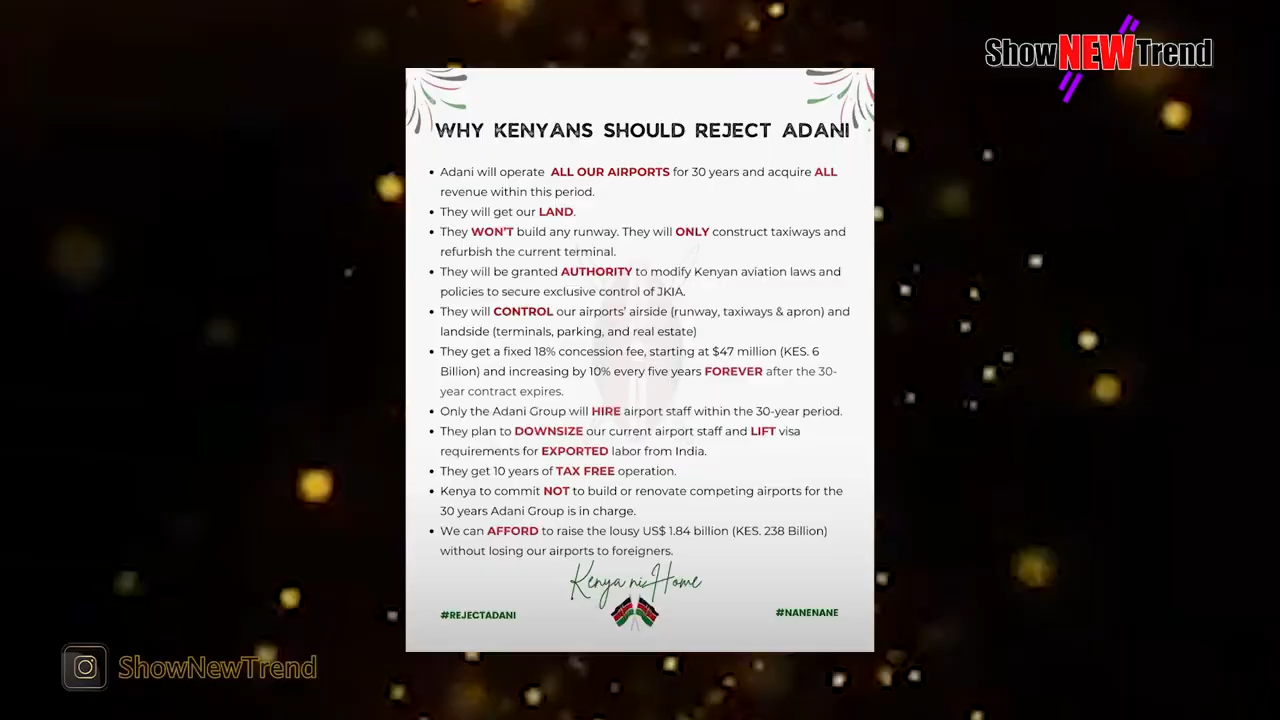 ShowNEWTrend
WHY KENYANS SHOULD REJECT ADANI
• Adani will operate ALL OUR AIRPORTS for 30 years and acquire ALL
revenue within this period.
• They will get our LAND.
• They WON'T build any runway. They will ONLY construct taxiways and
refurbish the current terminal.
• They will be granted AUTHORITY to modify Kenyan aviation laws and
policies to secure exclusive control of JKIA.
• They will CONTROL our airports' airside (runway, taxiways & apron) and
landside (terminals, parking, and real estate)
• They get a fixed 18% concession fee, starting at $47 million (KES. 6
Billion) and increasing by 10% every five years FOREVER after the 30-
year contract expires.
• Only the Adani Group will HIRE airport staff within the 30-year period.
• They plan to DOWNSIZE our current airport staff and LIFT visa
requirements for EXPORTED labor from India.
• They get 10 years of TAX FREE operation.
• Kenya to commit NOT to build or renovate competing airports for the
30 years Adani Group is in charge.
• We can AFFORD to raise the lousy US$ 1.84 billion (KES. 238 Billion)
without losing our airports to foreigners.
Kenya ni Home
#REJECTADANI
#NANENANE
ShowNewTrend